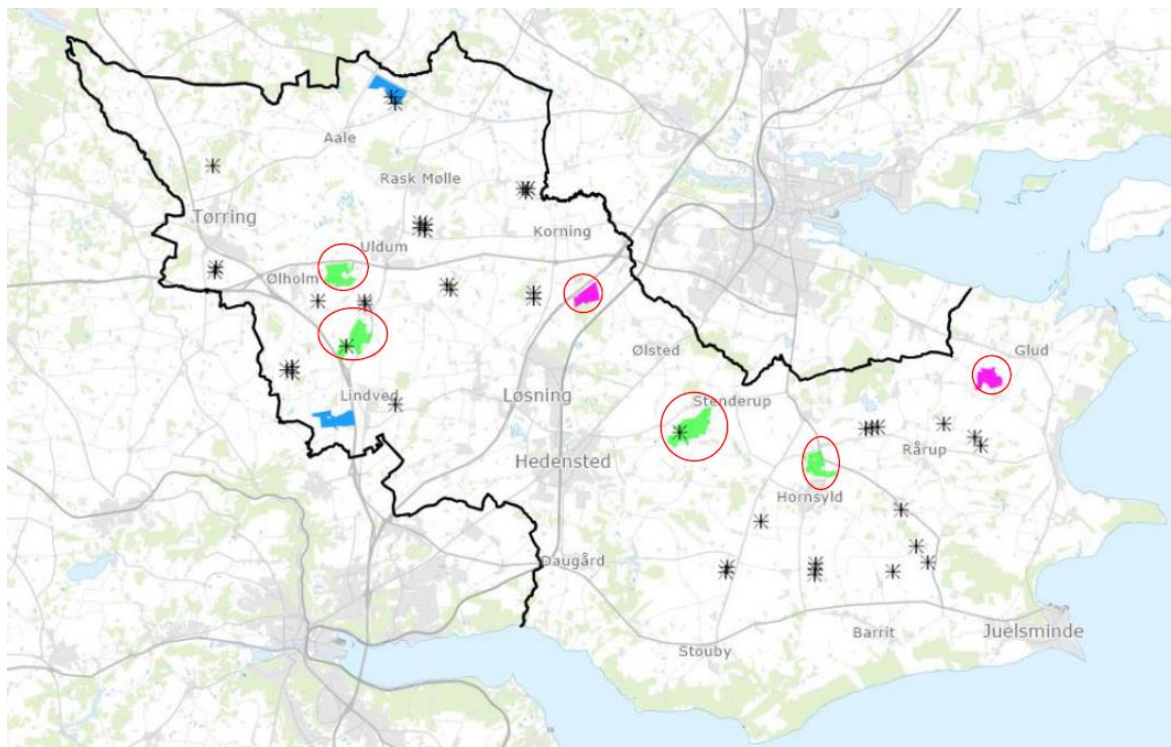 Aale
Rask Mølle
Tørring
Korning
Uldum
Ølholm
Ølsted
Glud
Lindved
Løsning
Stenderup
Rårup
Hedensted
Hornsyld
Daugård
Barrit
Juelsminde
Stouby